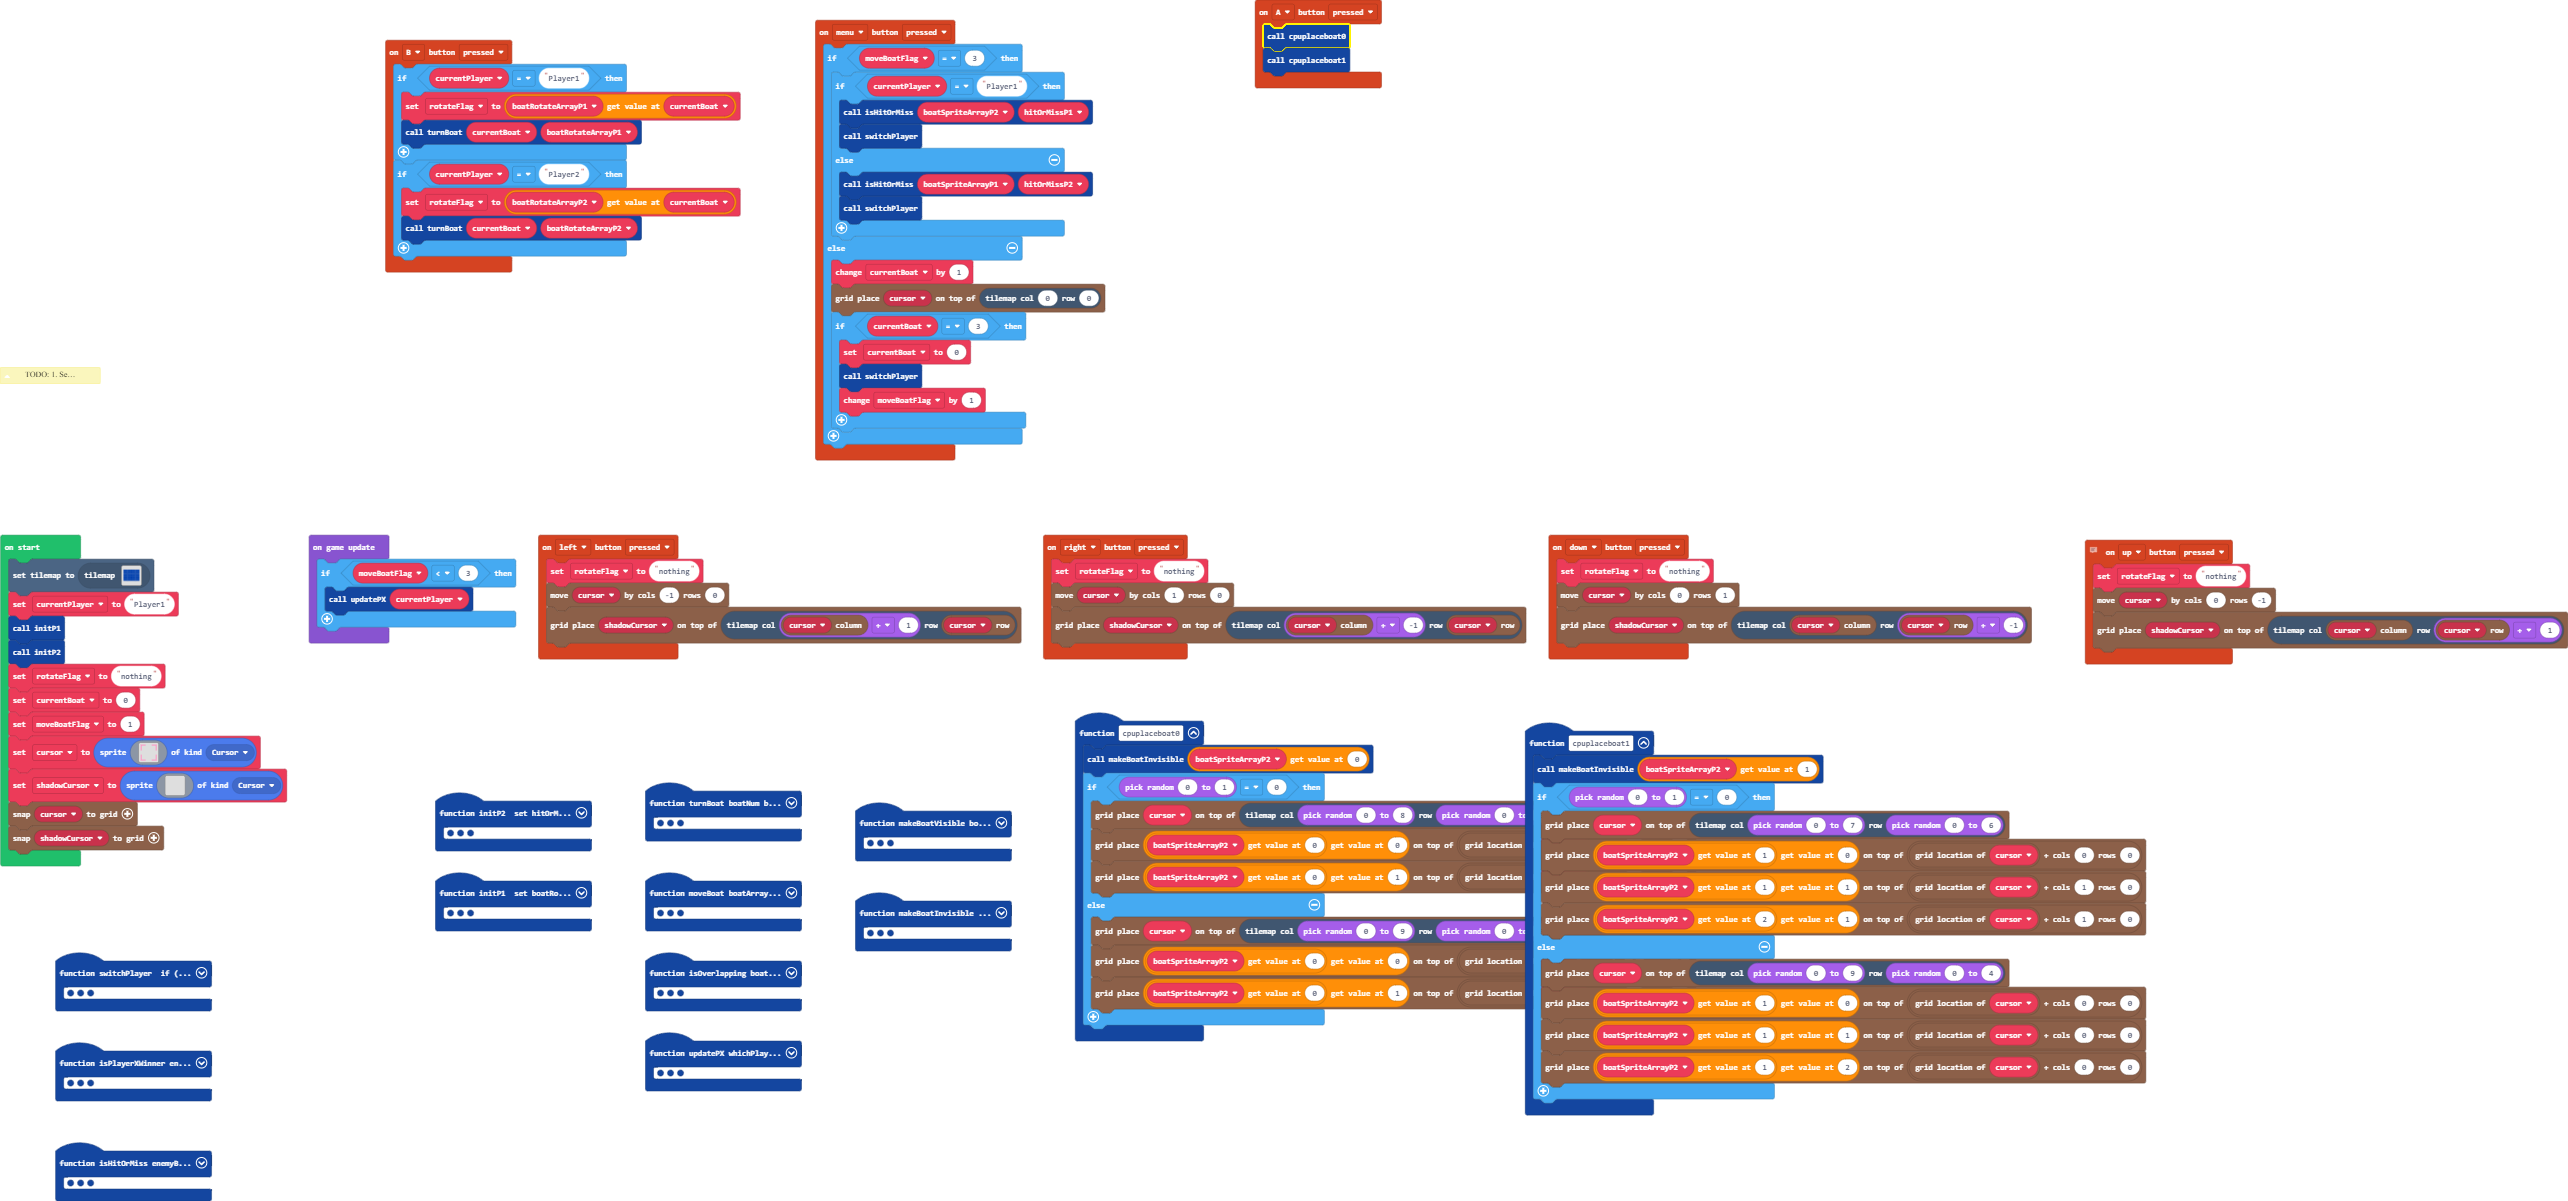 on A button pressed
call cpuplaceboat0
call cpuplaceboat1
on B button pressed
if currentPlayer = "Player1" then
set rotateFlag to boatRotateArrayP1 get value at currentBoat
call turnBoat currentBoat boatRotateArrayP1
if currentPlayer = "Player2" then
set rotateFlag to boatRotateArrayP2 get value at currentBoat
call turnBoat currentBoat boatRotateArrayP2
on menu button pressed
if moveBoatFlag = 3 then
if currentPlayer = "Player1" then
call isHitOrMiss boatSpriteArrayP2 hitOrMissP1
call switchPlayer
else
call isHitOrMiss boatSpriteArrayP1 hitOrMissP2
call switchPlayer
else
change currentBoat by 1
grid place cursor on top of tilemap col 0 row 0
if currentBoat = 3 then
set currentBoat to 0
call switchPlayer
change moveBoatFlag by 1
TODO: 1. Se...
on start
set tilemap to tilemap
set currentPlayer to "Player1"
call initP1
call initP2
set rotateFlag to "nothing"
set currentBoat to 0
set moveBoatFlag to 1
set cursor to sprite of kind Cursor
set shadowCursor to sprite of kind Cursor
snap cursor to grid
snap shadowCursor to grid
on game update
if moveBoatFlag < 3 then
call updatePX currentPlayer
on left button pressed
set rotateFlag to "nothing"
move cursor by cols -1 rows 0
grid place shadowCursor on top of tilemap col cursor column + 1 row cursor row
on right button pressed
set rotateFlag to "nothing"
move cursor by cols 1 rows 0
grid place shadowCursor on top of tilemap col cursor column + -1 row cursor row
on down button pressed
set rotateFlag to "nothing"
move cursor by cols 0 rows 1
grid place shadowCursor on top of tilemap col cursor column row cursor row + -1
on up button pressed
set rotateFlag to "nothing"
move cursor by cols 0 rows -1
grid place shadowCursor on top of tilemap col cursor column row cursor row + 1
function initP2 set hitOrM...
function initP1 set boatRo...
function turnBoat boatNum b...
function moveBoat boatArray...
function isOverlapping boat...
function updatePX whichPlay...
function makeBoatVisible bo...
function makeBoatInvisible ...
function switchPlayer if (...
function isPlayerXWinner en...
function isHitOrMiss enemyB...
function cpuplaceboat0
call makeBoatInvisible boatSpriteArrayP2 get value at 0
if pick random 0 to 1 = 0 then
grid place cursor on top of tilemap col pick random 0 to 8 row pick random 0 to
grid place boatSpriteArrayP2 get value at 0 get value at 0 on top of grid location
grid place boatSpriteArrayP2 get value at 0 get value at 1 on top of grid location
else
grid place cursor on top of tilemap col pick random 0 to 9 row pick random 0 to
grid place boatSpriteArrayP2 get value at 0 get value at 0 on top of grid location
grid place boatSpriteArrayP2 get value at 0 get value at 1 on top of grid location
function cpuplaceboat1
call makeBoatInvisible boatSpriteArrayP2 get value at 1
if pick random 0 to 1 = 0 then
grid place cursor on top of tilemap col pick random 0 to 7 row pick random 0 to 6
grid place boatSpriteArrayP2 get value at 1 get value at 0 on top of grid location of cursor + cols 0 rows 0
grid place boatSpriteArrayP2 get value at 1 get value at 1 on top of grid location of cursor + cols 1 rows 0
grid place boatSpriteArrayP2 get value at 2 get value at 1 on top of grid location of cursor + cols 1 rows 0
else
grid place cursor on top of tilemap col pick random 0 to 9 row pick random 0 to 4
grid place boatSpriteArrayP2 get value at 1 get value at 0 on top of grid location of cursor + cols 0 rows 0
grid place boatSpriteArrayP2 get value at 1 get value at 1 on top of grid location of cursor + cols 0 rows 0
grid place boatSpriteArrayP2 get value at 1 get value at 2 on top of grid location of cursor + cols 0 rows 0